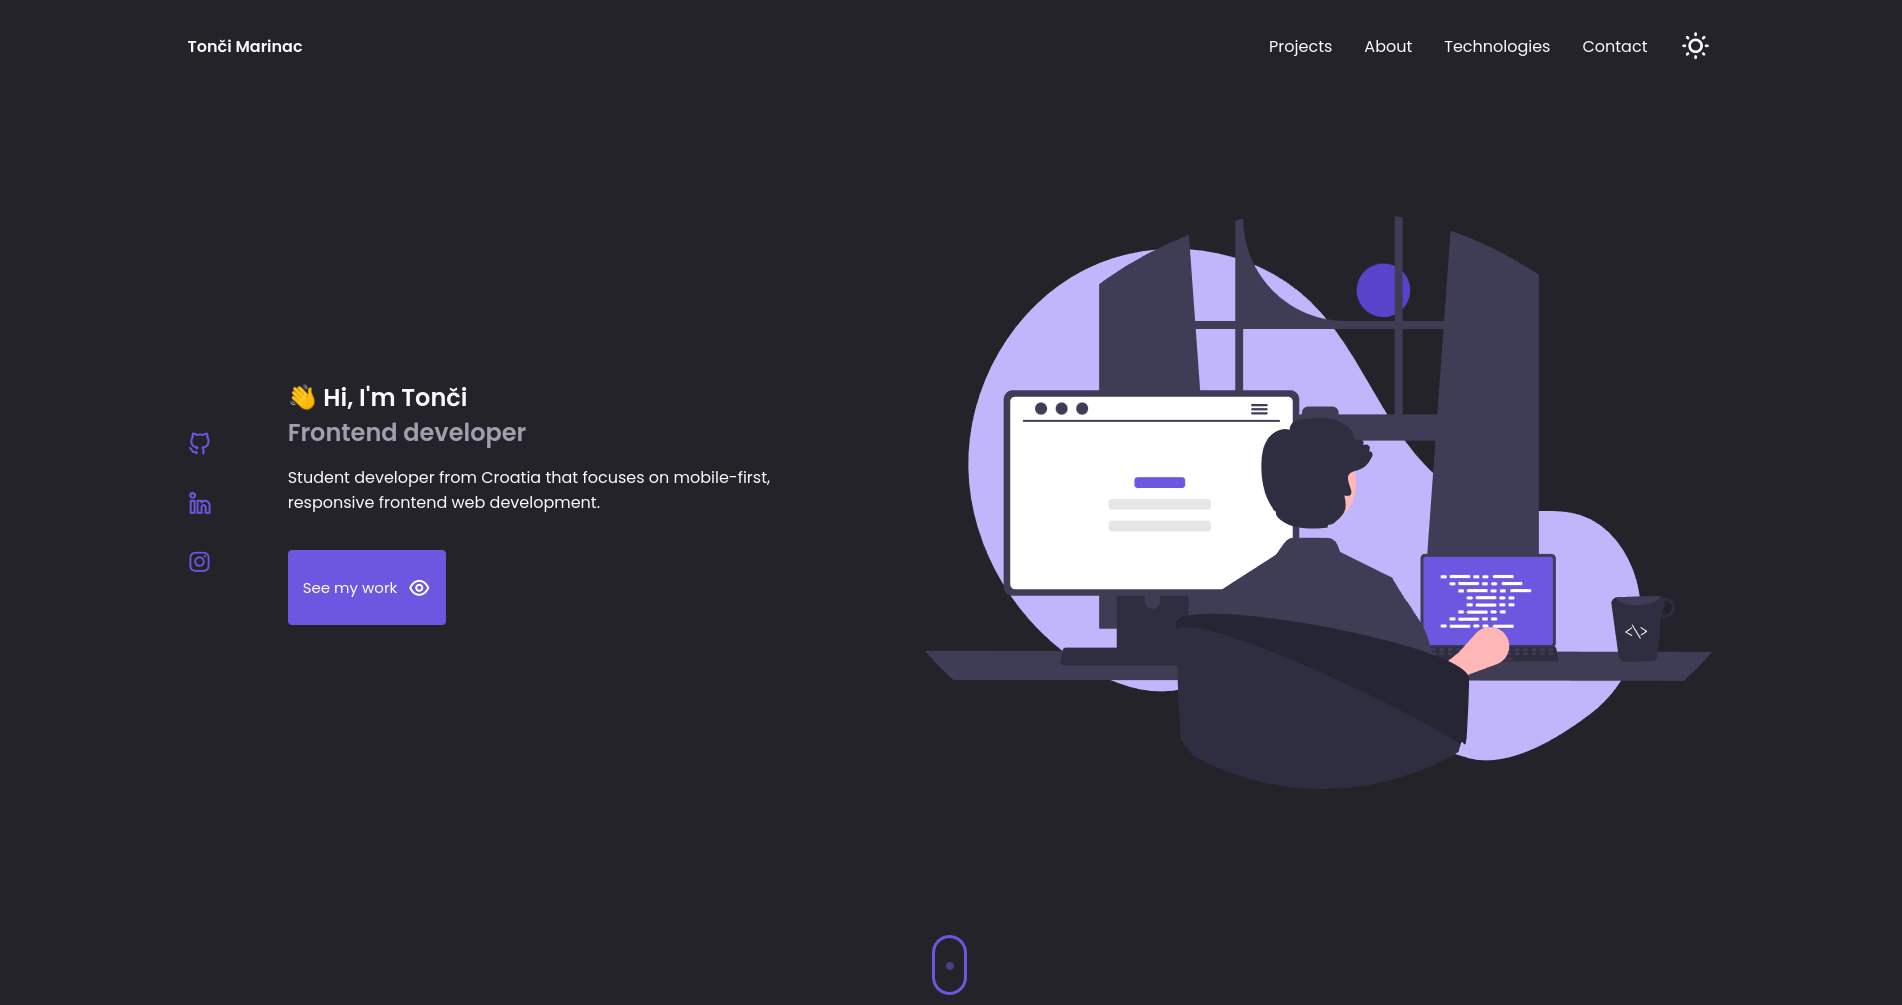 Tonči Marinac
Projects
About
Technologies
Contact
👋 Hi, I'm Tonči
Frontend developer
Student developer from Croatia that focuses on mobile-first,
responsive frontend web development.
See my work
<\>